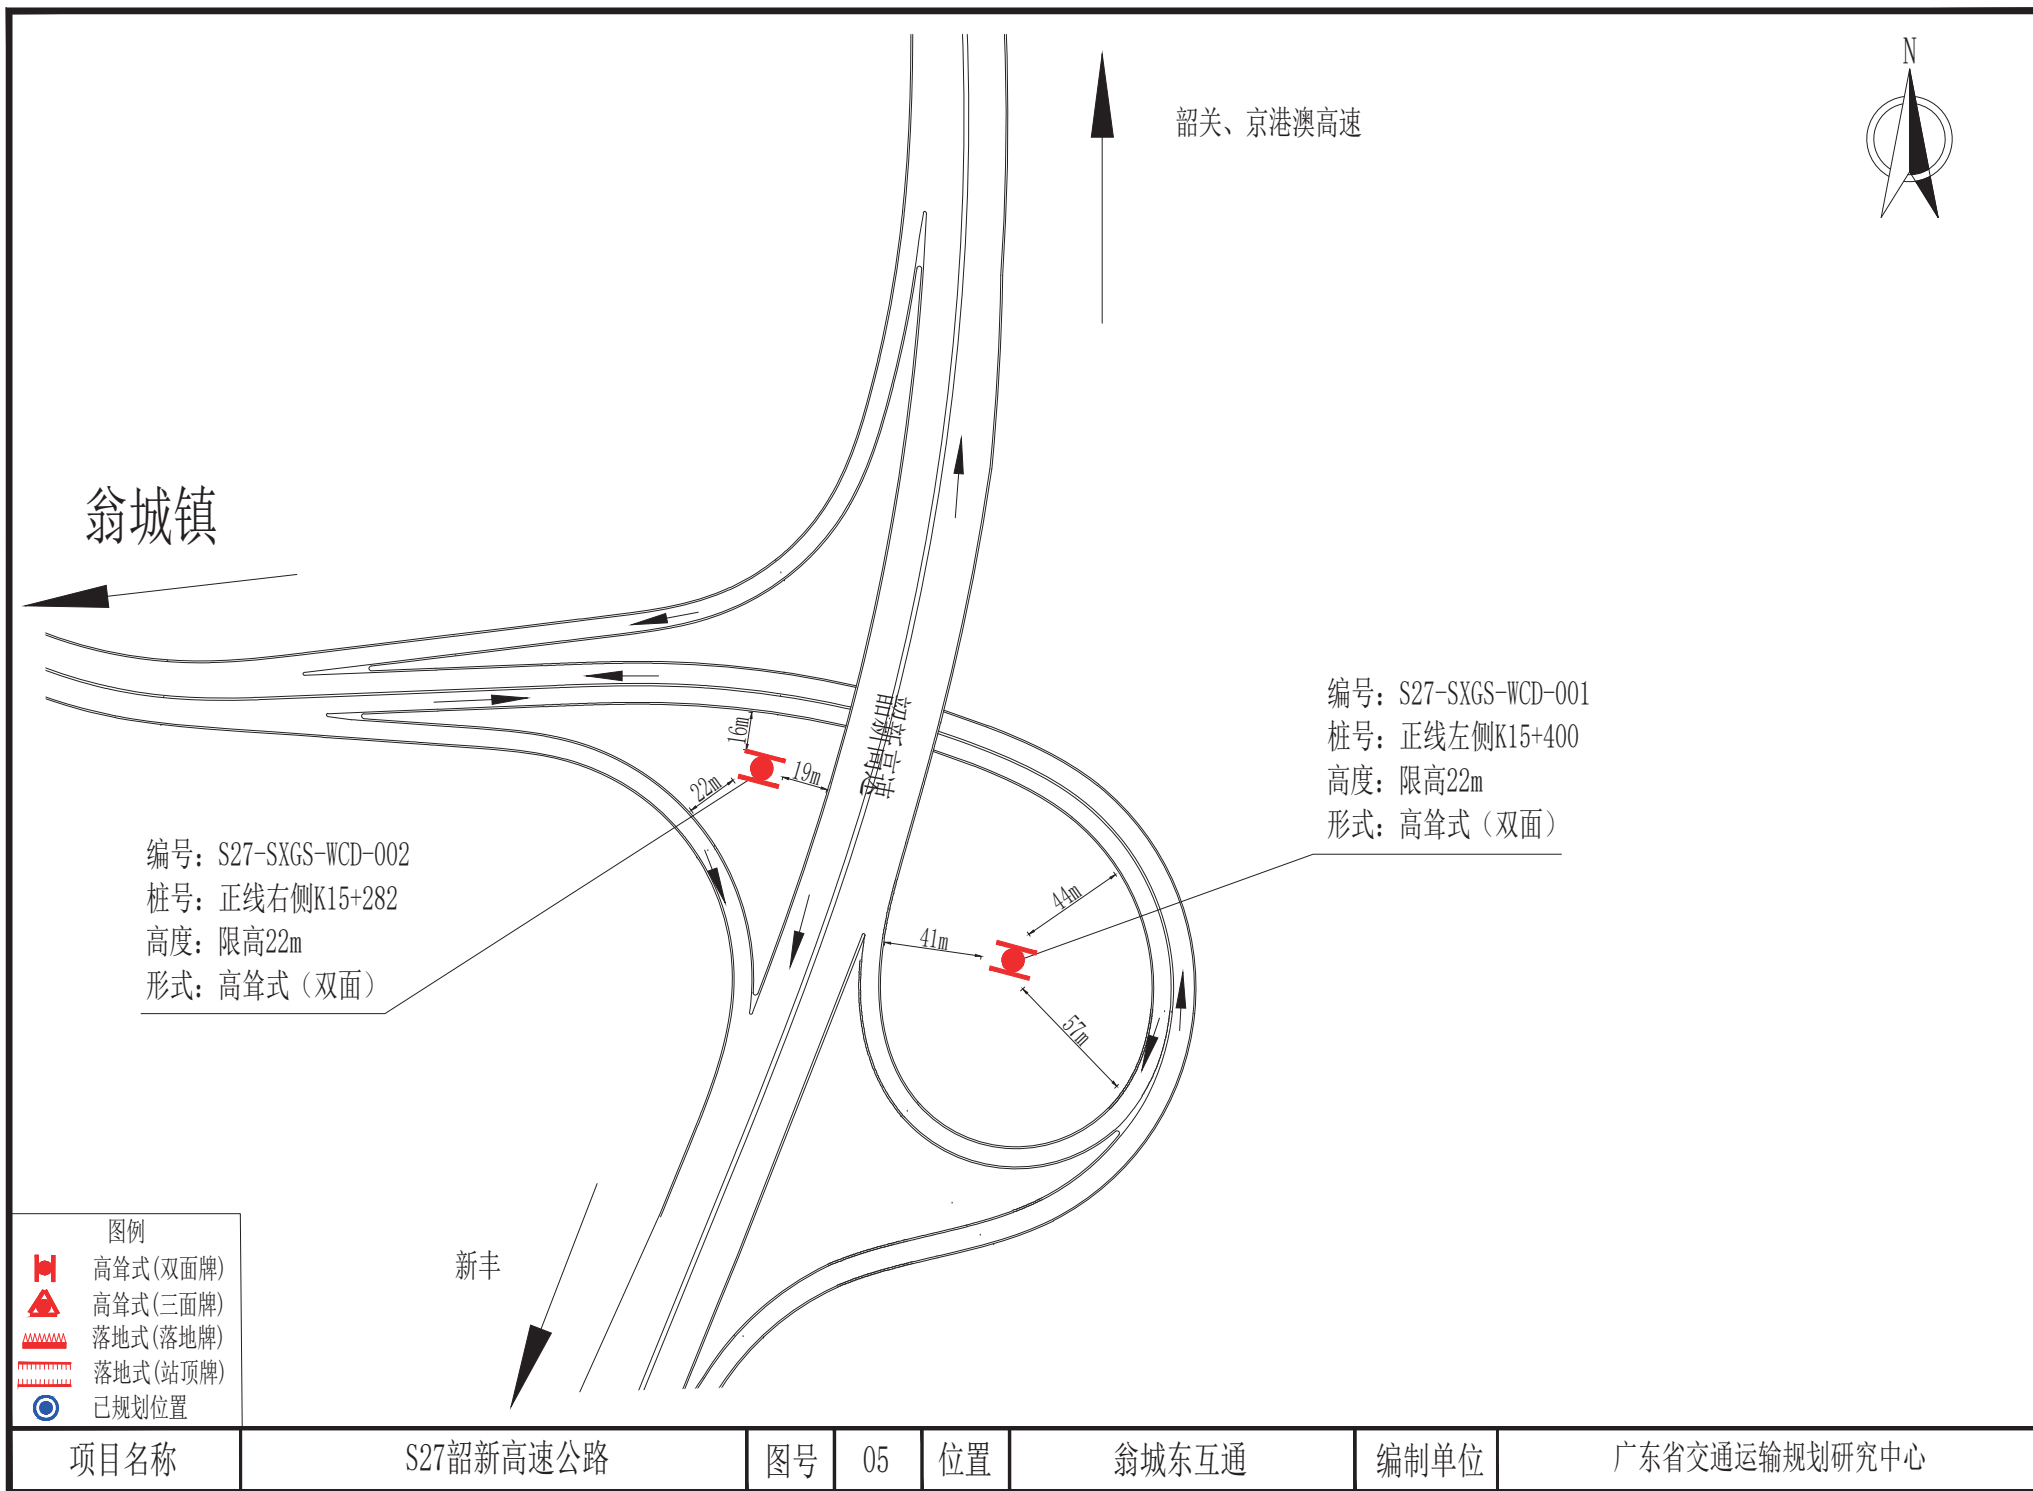 N
韶关、京港澳高速
翁城镇
韶新高速
编号：S27-SXGS-WCD-001
桩号：正线左侧K15+400
高度：限高22m
形式：高耸式（双面）
16m
22m
19m
编号：S27-SXGS-WCD-002
桩号：正线右侧K15+282
高度：限高22m
形式：高耸式（双面）
44m
41m
57m
新丰
图例
高耸式(双面牌)
高耸式(三面牌)
落地式(落地牌)
落地式(站顶牌)
已规划位置
项目名称 S27韶新高速公路 图号 05 位置 翁城东互通 编制单位 广东省交通运输规划研究中心